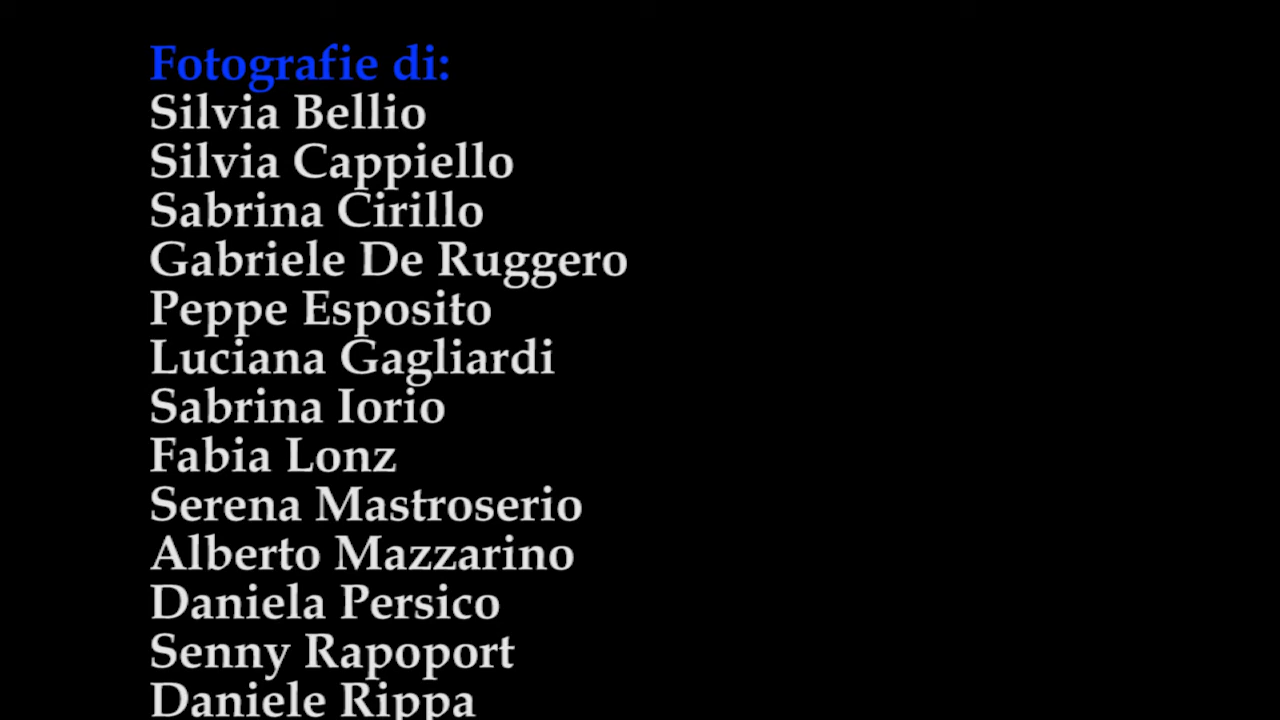 Fotografie di:
Silvia Bellio
Silvia Cappiello
Sabrina Cirillo
Gabriele De Ruggero
Peppe Esposito
Luciana Gagliardi
Sabrina Iorio
Fabia Lonz
Serena Mastroserio
Alberto Mazzarino
Daniela Persico
Senny Rapoport
Daniele Rippa